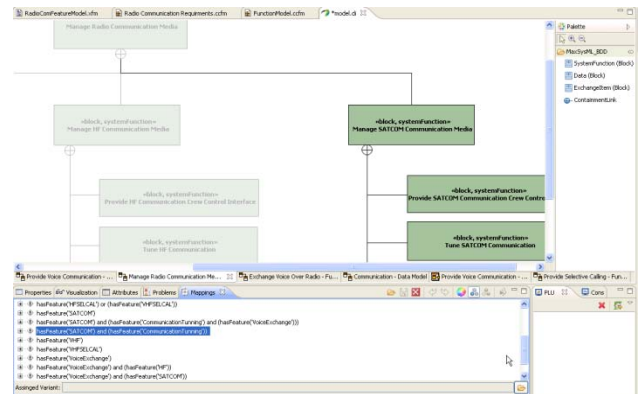 RadioComFeatureModel.xfm
Radio Communication Requirments.ccfm
FunctionModel.ccfm
*model.di
Manage Radio Communication Media
«block, systemFunction»
Manage HF Communication Media
«block, systemFunction»
Manage SATCOM Communication Media
«block, systemFunction»
Provide HF Communication Crew Control Interface
«block, systemFunction»
Provide SATCOM Communication Crew Contro
«block, systemFunction»
Tune HF Communication
«block, systemFunction»
Tune SATCOM Communication
Palette
MaxSysML_BDD
SystemFunction (Block)
Data (Block)
ExchangeItem (Block)
ContainmentLink
Provide Voice Communication - ...
Manage Radio Communication Me...
Exchange Voice Over Radio - Fu...
Communication - Data Model
Provide Voice Communication - ...
Provide Selective Calling - Fun...
Properties
Visualization
Attributes
Problems
Mappings
PLU
Cons
hasFeature('HFSELCAL') or (hasFeature('VHFSELCAL'))
hasFeature('SATCOM')
hasFeature('SATCOM') and (hasFeature('CommunicationTunning') and (hasFeature('VoiceExchange')))
hasFeature('SATCOM') and (hasFeature('CommunicationTunning'))
hasFeature('VHF')
hasFeature('VHFSELCAL')
hasFeature('VoiceExchange')
hasFeature('VoiceExchange') and (hasFeature('HF'))
hasFeature('VoiceExchange') and (hasFeature('SATCOM'))
Assinged Variant: